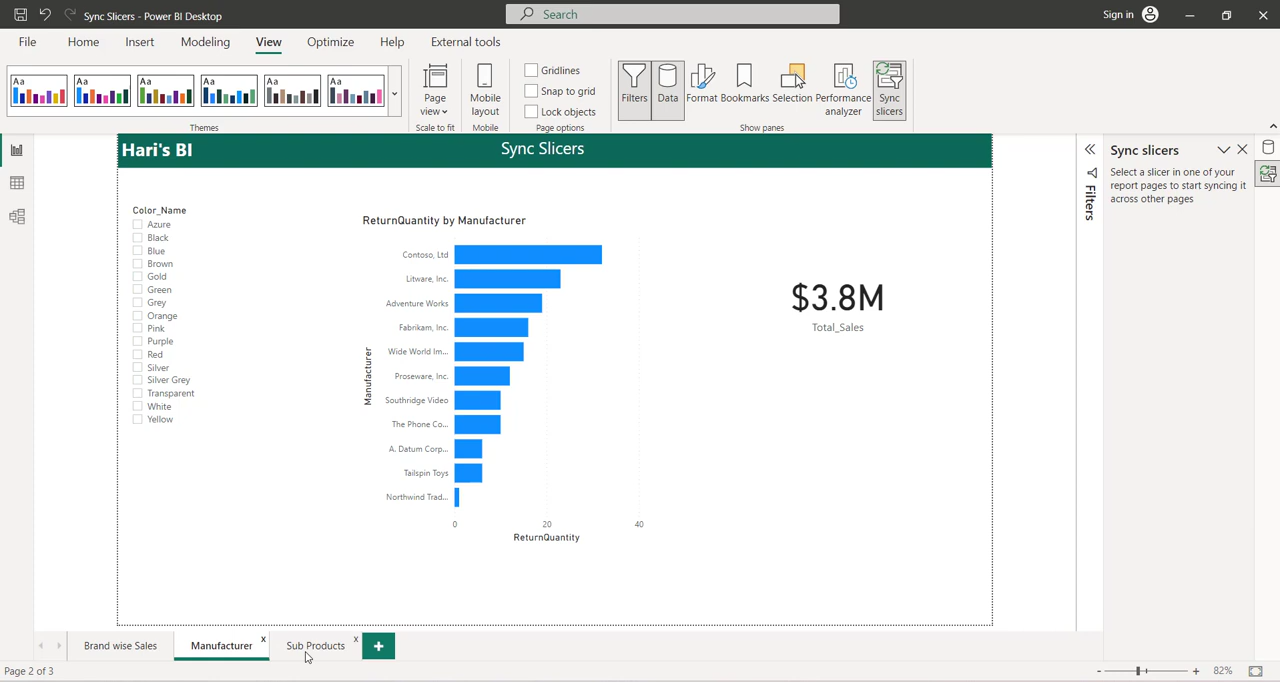 Sync Slicers - Power BI Desktop
Search
Sign in
File Home Insert Modeling View Optimize Help External tools
Aa Aa Aa Aa Aa Aa
Page view
Mobile layout
Gridlines
Snap to grid
Lock objects
Filters
Data
Format
Bookmarks
Selection
Performance analyzer
Sync slicers
Themes
Scale to fit
Mobile
Page options
Show panes
Hari's BI
Sync Slicers
Color_Name
Azure
Black
Blue
Brown
Gold
Green
Grey
Orange
Pink
Purple
Red
Silver
Silver Grey
Transparent
White
Yellow
ReturnQuantity by Manufacturer
Manufacturer
Contoso, Ltd
Litware, Inc.
Adventure Works
Fabrikam, Inc.
Wide World Im...
Proseware, Inc.
Southridge Video
The Phone Co...
A. Datum Corp...
Tailspin Toys
Northwind Trad...
0 20 40
ReturnQuantity
$3.8M
Total_Sales
Filters
Sync slicers
Select a slicer in one of your
report pages to start syncing it
across other pages
Brand wise Sales
Manufacturer x
Sub Products x
+
Page 2 of 3
- + 82%